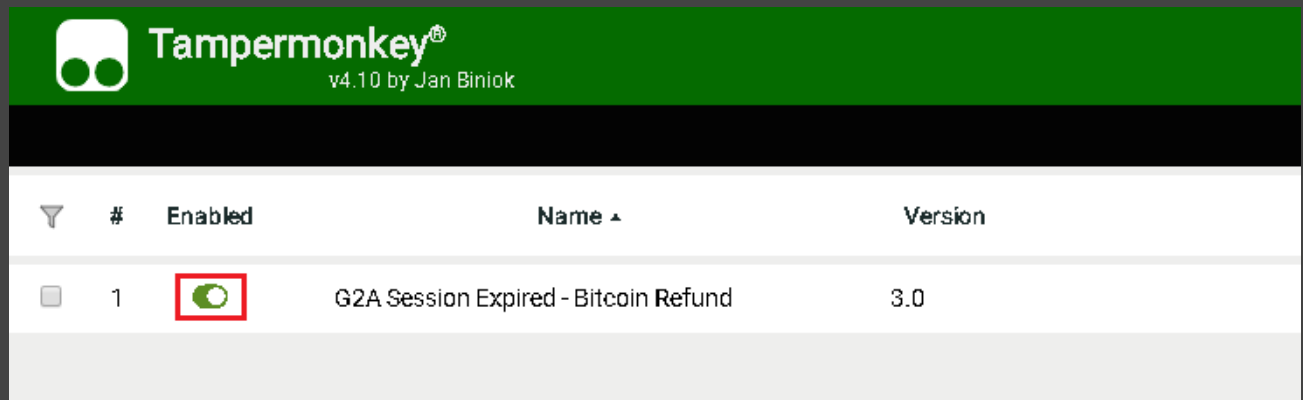 Tampermonkey®
v4.10 by Jan Biniok
# Enabled Name Version
1 G2A Session Expired - Bitcoin Refund 3.0